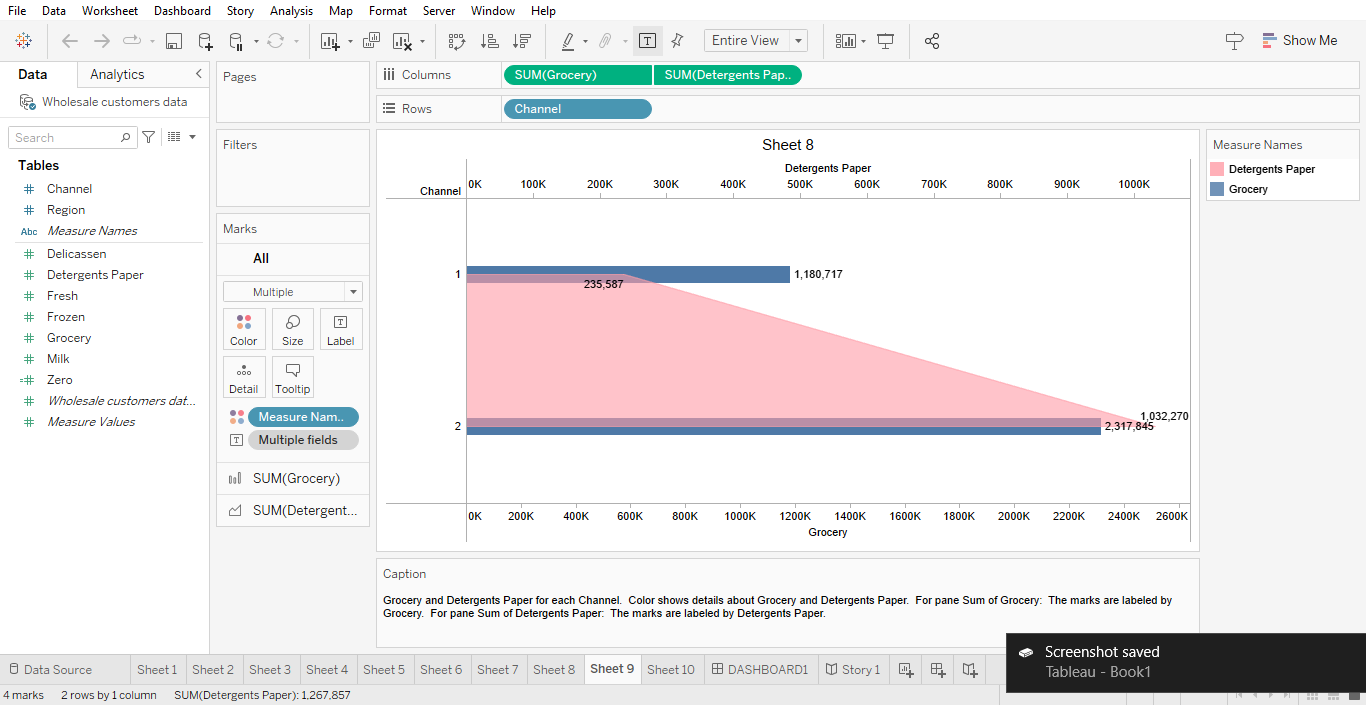 File Data Worksheet Dashboard Story Analysis Map Format Server Window Help
Entire View
Show Me
Data Analytics
Wholesale customers data
Search
Tables
Channel
Region
Abc Measure Names
Delicassen
Detergents Paper
Fresh
Frozen
Grocery
Milk
Zero
Wholesale customers dat...
Measure Values
Pages
Filters
Marks
All
Multiple
Color Size Label
Detail Tooltip
Measure Nam..
Multiple fields
SUM(Grocery)
SUM(Detergent...
Columns SUM(Grocery) SUM(Detergents Pap..
Rows Channel
Sheet 8
Detergents Paper
Channel 0K 100K 200K 300K 400K 500K 600K 700K 800K 900K 1000K
1 1,180,717
235,587
1,032,270
2 2,317,845
0K 200K 400K 600K 800K 1000K 1200K 1400K 1600K 1800K 2000K 2200K 2400K 2600K
Grocery
Measure Names
Detergents Paper
Grocery
Caption
Grocery and Detergents Paper for each Channel. Color shows details about Grocery and Detergents Paper. For pane Sum of Grocery: The marks are labeled by
Grocery. For pane Sum of Detergents Paper: The marks are labeled by Detergents Paper.
Screenshot saved
Tableau - Book1
Data Source Sheet 1 Sheet 2 Sheet 3 Sheet 4 Sheet 5 Sheet 6 Sheet 7 Sheet 8 Sheet 9 Sheet 10 DASHBOARD1 Story 1
4 marks 2 rows by 1 column SUM(Detergents Paper): 1,267,857